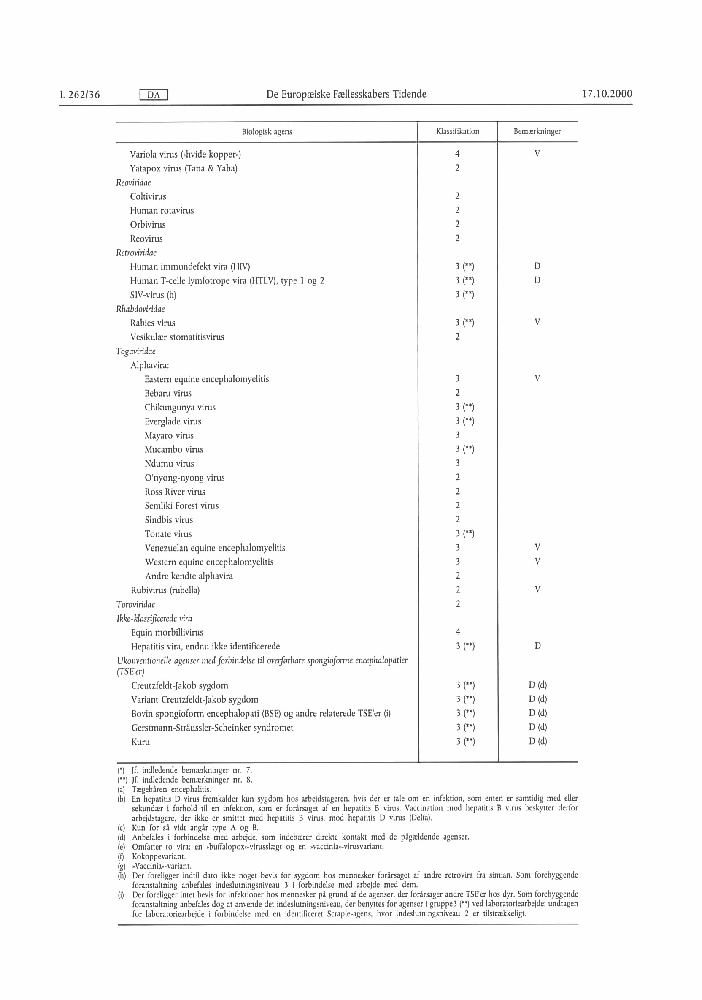 L 262/36 DA De Europæiske Fællesskabers Tidende 17.10.2000
Biologisk agens Klassifikation Bemærkninger
Variola virus (»hvide kopper«) 4 V
Yatapox virus (Tana & Yaba) 2
Reoviridae
Coltivirus 2
Human rotavirus 2
Orbivirus 2
Reovirus 2
Retroviridae
Human immundefekt vira (HIV) 3 (**) D
Human T-celle lymfotrope vira (HTLV), type 1 og 2 3 (**) D
SIV-virus (h) 3 (**)
Rhabdoviridae
Rabies virus 3 (**) V
Vesikulær stomatitisvirus 2
Togaviridae
Alphavira:
Eastern equine encephalomyelitis 3 V
Bebaru virus 2
Chikungunya virus 3 (**)
Everglade virus 3 (**)
Mayaro virus 3
Mucambo virus 3 (**)
Ndumu virus 3
O'nyong-nyong virus 2
Ross River virus 2
Semliki Forest virus 2
Sindbis virus 2
Tonate virus 3 (**)
Venezuelan equine encephalomyelitis 3 V
Western equine encephalomyelitis 3 V
Andre kendte alphavira 2
Rubivirus (rubella) 2 V
Toroviridae 2
Ikke-klassificerede vira
Equin morbillivirus 4
Hepatitis vira, endnu ikke identificerede 3 (**) D
Ukonventionelle agenser med forbindelse til overførbare spongioforme encephalopatier
(TSE'er)
Creutzfeldt-Jakob sygdom 3 (**) D (d)
Variant Creutzfeldt-Jakob sygdom 3 (**) D (d)
Bovin spongioform encephalopati (BSE) og andre relaterede TSE'er (i) 3 (**) D (d)
Gerstmann-Sträussler-Scheinker syndromet 3 (**) D (d)
Kuru 3 (**) D (d)
(*) Jf. indledende bemærkninger nr. 7.
(**) Jf. indledende bemærkninger nr. 8.
(a) Tægebåren encephalitis.
(b) En hepatitis D virus fremkalder kun sygdom hos arbejdstageren, hvis der er tale om en infektion, som enten er samtidig med eller
sekundær i forhold til en infektion, som er forårsaget af en hepatitis B virus. Vaccination mod hepatitis B virus beskytter derfor
arbejdstagere, der ikke er smittet med hepatitis B virus, mod hepatitis D virus (Delta).
(c) Kun for så vidt angår type A og B.
(d) Anbefales i forbindelse med arbejde, som indebærer direkte kontakt med de pågældende agenser.
(e) Omfatter to vira: en »buffalopox«-virusslægt og en »vaccinia«-virusvariant.
(f) Kokoppevariant.
(g) »Vaccinia«-variant.
(h) Der foreligger indtil dato ikke noget bevis for sygdom hos mennesker forårsaget af andre retrovira fra simian. Som forebyggende
foranstaltning anbefales indeslutningsniveau 3 i forbindelse med arbejde med dem.
(i) Der foreligger intet bevis for infektioner hos mennesker på grund af de agenser, der forårsager andre TSE'er hos dyr. Som forebyggende
foranstaltning anbefales dog at anvende det indeslutningsniveau, der benyttes for agenser i gruppe3 (**) ved laboratoriearbejde; undtagen
for laboratoriearbejde i forbindelse med en identificeret Scrapie-agens, hvor indeslutningsniveau 2 er tilstrækkeligt.